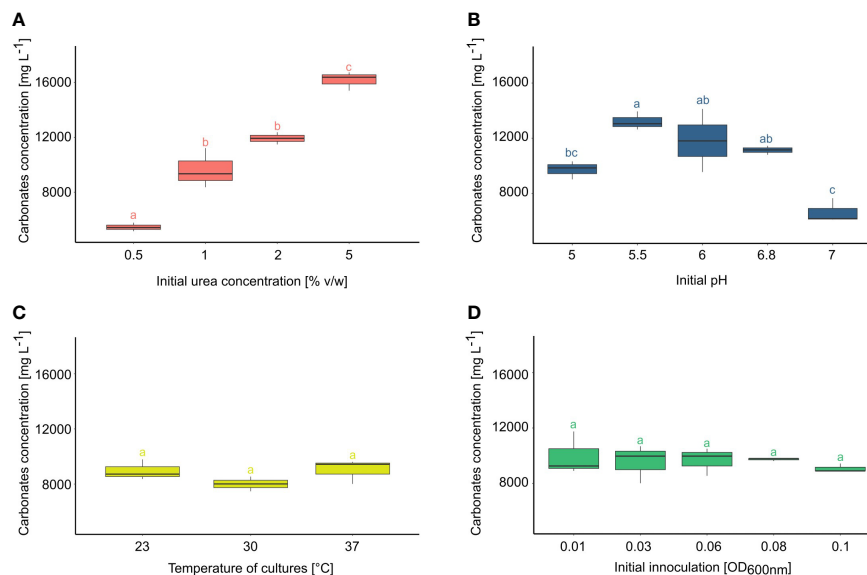 A
Carbonates concentration [mg L-1]
16000
12000
8000
a
b
b
c
0.5 1 2 5
Initial urea concentration [% v/w]
B
Carbonates concentration [mg L-1]
16000
12000
8000
bc
a
ab
ab
c
5 5.5 6 6.8 7
Initial pH
C
Carbonates concentration [mg L-1]
16000
12000
8000
a
a
a
23 30 37
Temperature of cultures [°C]
D
Carbonates concentration [mg L-1]
16000
12000
8000
a
a
a
a
a
0.01 0.03 0.06 0.08 0.1
Initial innoculation [OD600nm]